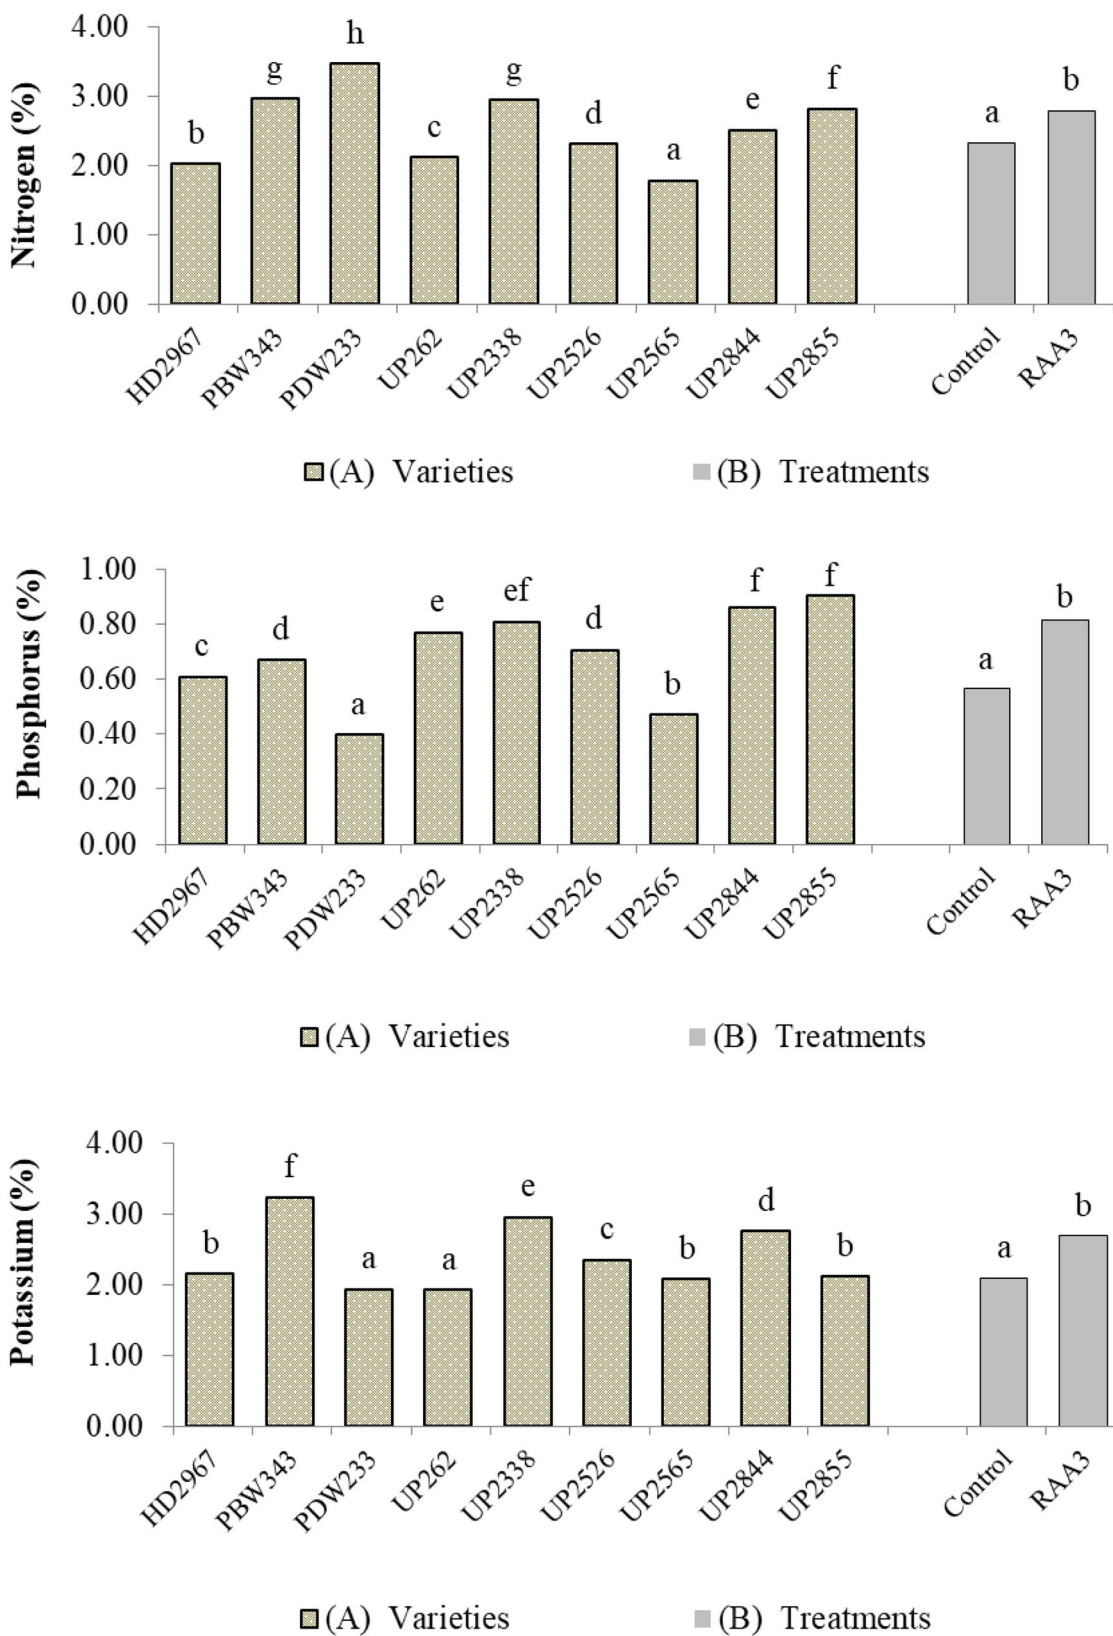 Nitrogen (%)
4.00
3.00
2.00
1.00
0.00
b
g
h
c
g
d
a
e
f
a
b
HD2967
PBW343
PDW233
UP262
UP2338
UP2526
UP2565
UP2844
UP2855
Control
RAA3
(A) Varieties
(B) Treatments
Phosphorus (%)
1.00
0.80
0.60
0.40
0.20
0.00
c
d
a
e
ef
d
b
f
f
a
b
HD2967
PBW343
PDW233
UP262
UP2338
UP2526
UP2565
UP2844
UP2855
Control
RAA3
(A) Varieties
(B) Treatments
Potassium (%)
4.00
3.00
2.00
1.00
0.00
b
f
a
a
e
c
b
d
b
a
b
HD2967
PBW343
PDW233
UP262
UP2338
UP2526
UP2565
UP2844
UP2855
Control
RAA3
(A) Varieties
(B) Treatments